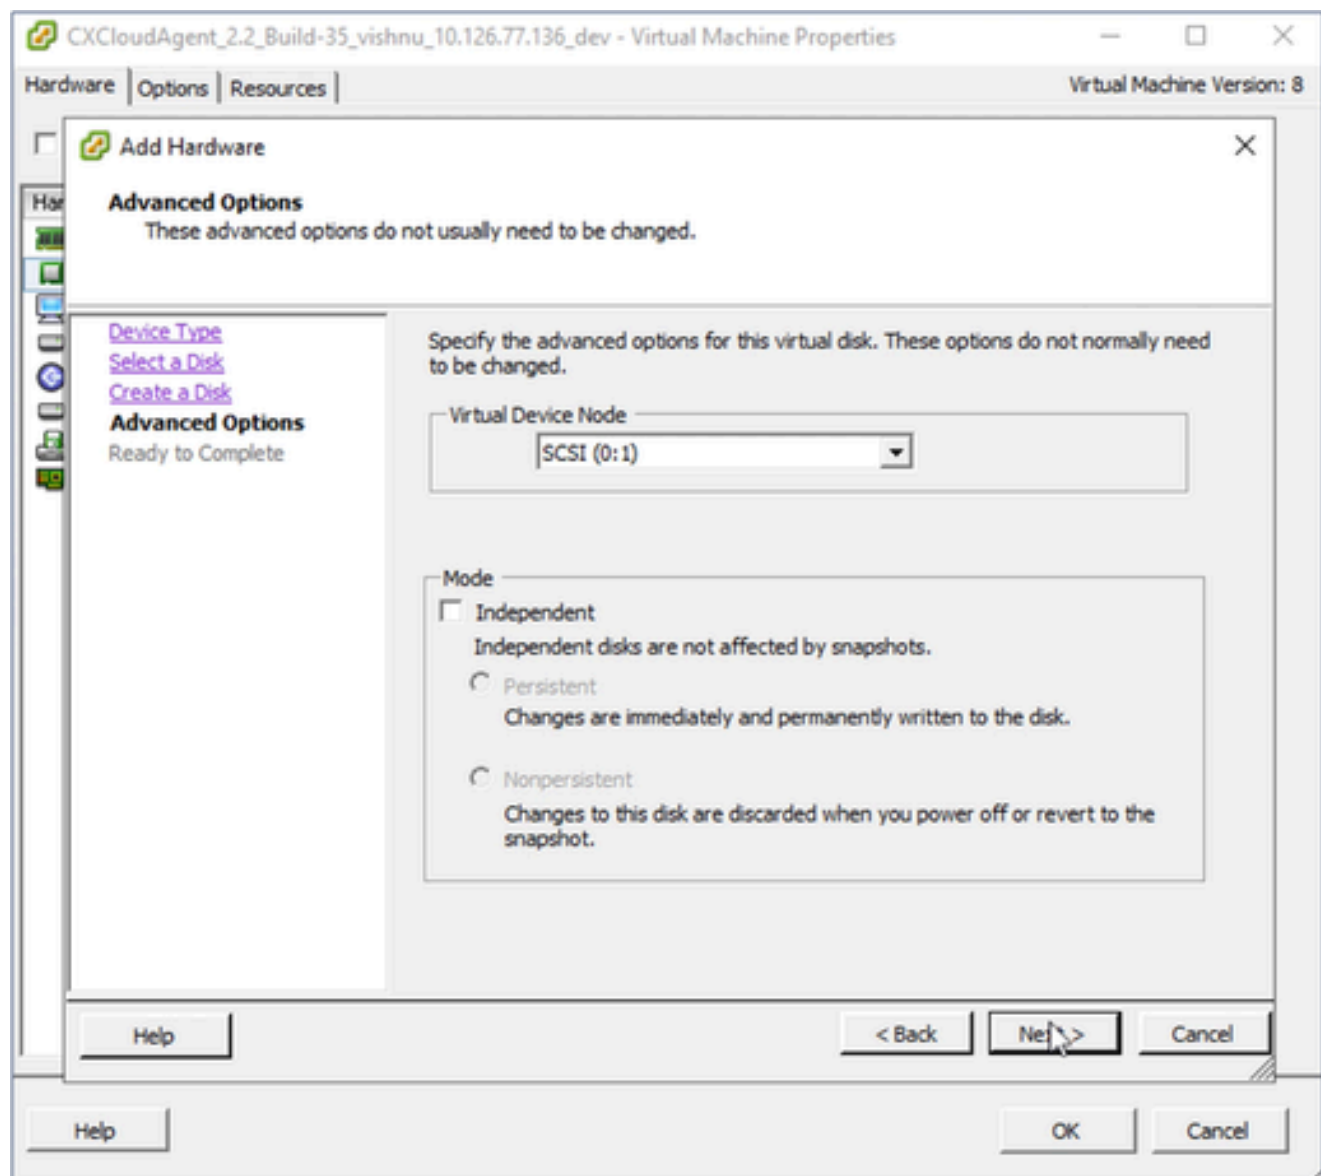 CXCloudAgent_2.2_Build-35_vishnu_10.126.77.136_dev - Virtual Machine Properties
Hardware Options Resources Virtual Machine Version: 8
Add Hardware
Har
Advanced Options
These advanced options do not usually need to be changed.
Device Type
Select a Disk
Create a Disk
Advanced Options
Ready to Complete
Specify the advanced options for this virtual disk. These options do not normally need
to be changed.
Virtual Device Node
SCSI (0:1)
Mode
Independent
Independent disks are not affected by snapshots.
Persistent
Changes are immediately and permanently written to the disk.
Nonpersistent
Changes to this disk are discarded when you power off or revert to the
snapshot.
Help < Back Next > Cancel
Help OK Cancel